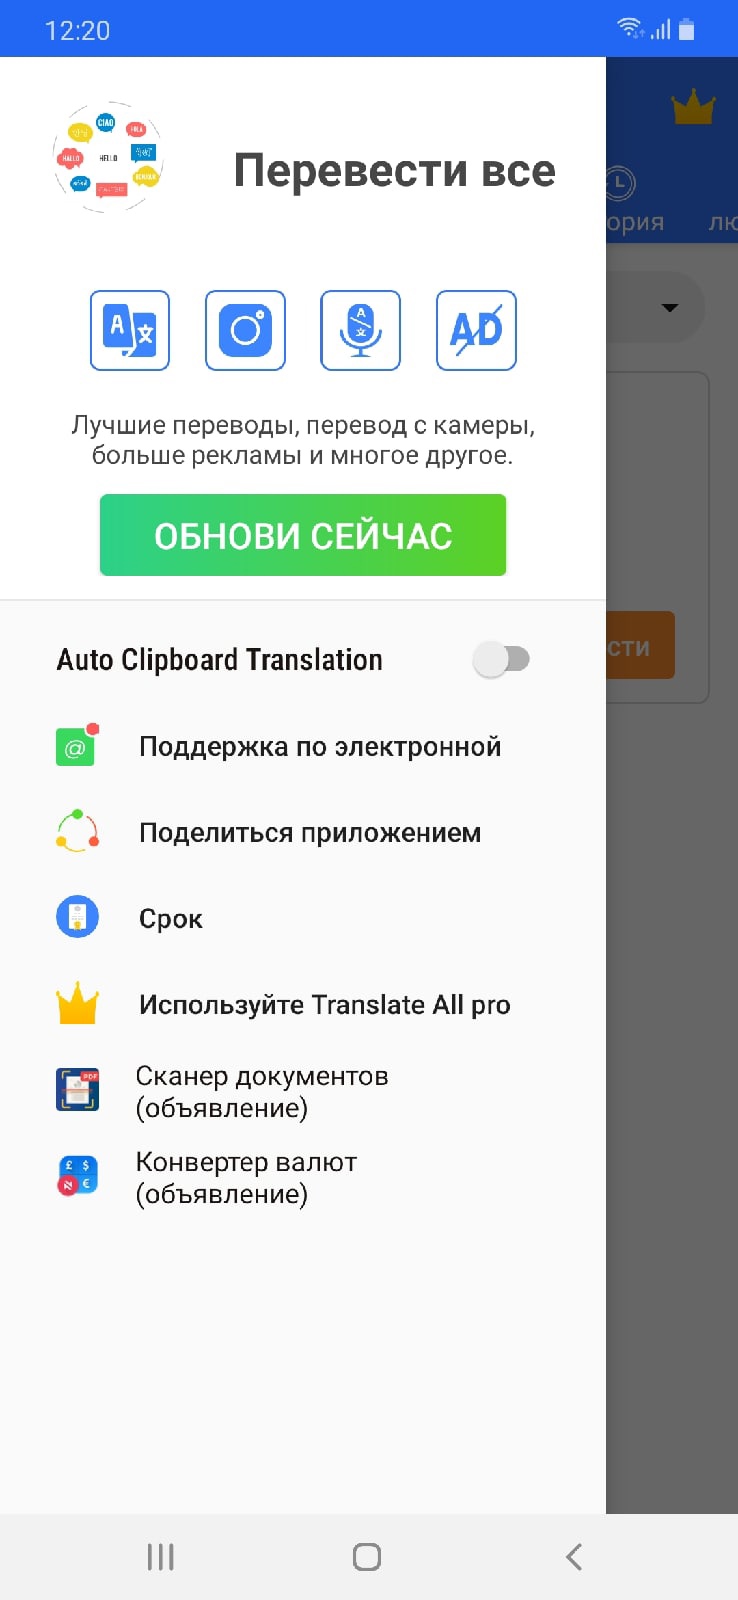 12:20
CIAO
HOLA
HALLO
HELLO
Перевести все
ория
лю
Лучшие переводы, перевод с камеры,
больше рекламы и многое другое.
ОБНОВИ СЕЙЧАС
Auto Clipboard Translation
сти
Поддержка по электронной
Поделиться приложением
Срок
Используйте Translate All pro
PDF
Сканер документов
(объявление)
Конвертер валют
(объявление)